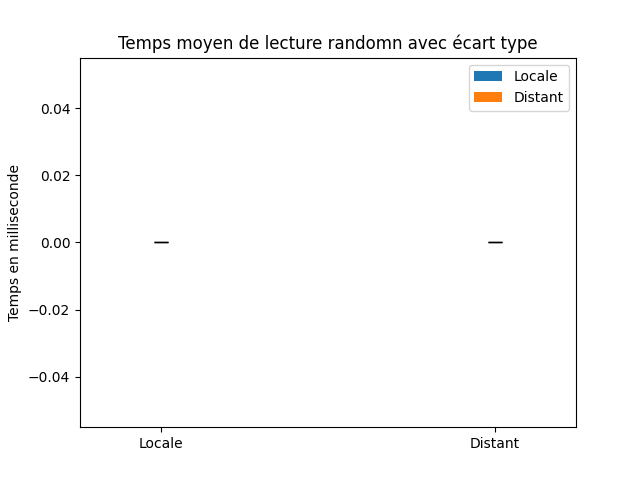 Temps moyen de lecture randomn avec écart type
Locale
Distant
Temps en milliseconde
0.04
0.02
0.00
−0.02
−0.04
Locale
Distant